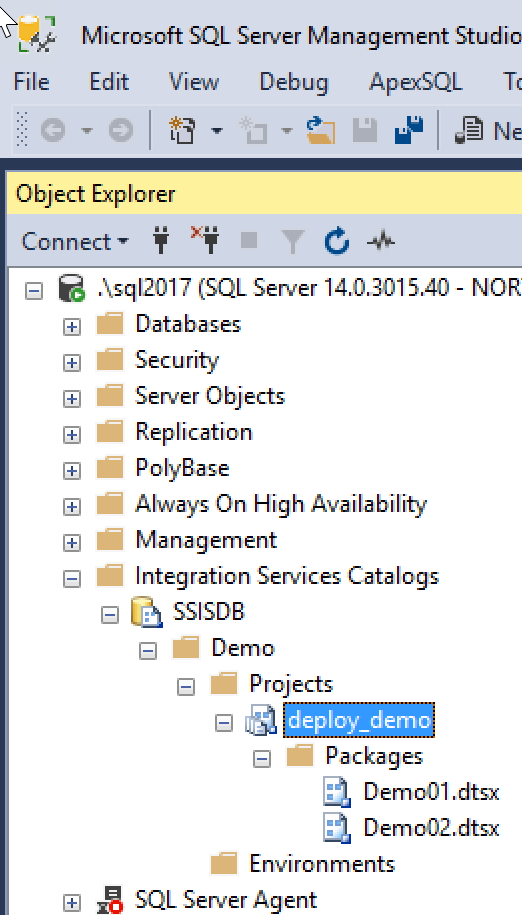 Microsoft SQL Server Management Studio
File Edit View Debug ApexSQL
Object Explorer
Connect
.\sql2017 (SQL Server 14.0.3015.40 - NOR
Databases
Security
Server Objects
Replication
PolyBase
Always On High Availability
Management
Integration Services Catalogs
SSISDB
Demo
Projects
deploy_demo
Packages
Demo01.dtsx
Demo02.dtsx
Environments
SQL Server Agent